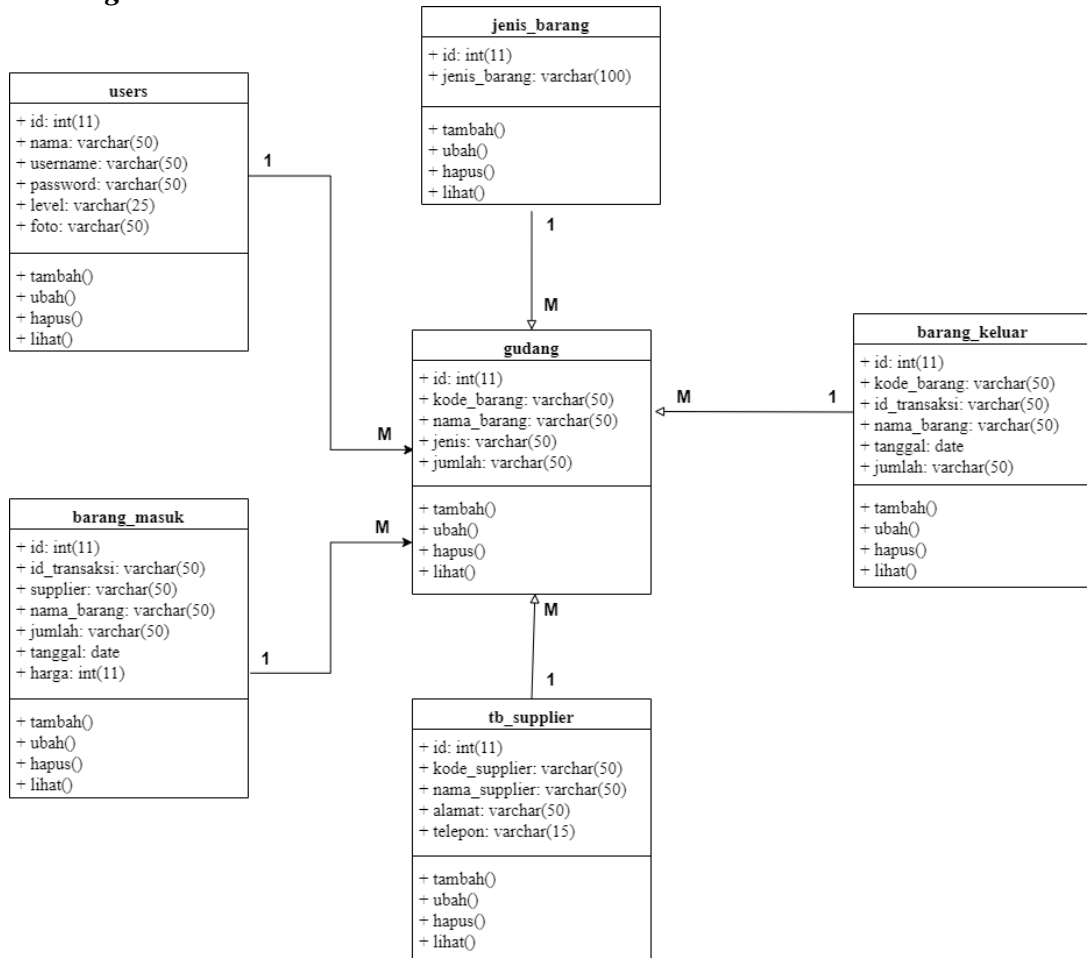 jenis_barang
+ id: int(11)
+ jenis_barang: varchar(100)
+ tambah()
+ ubah()
+ hapus()
+ lihat()
users
+ id: int(11)
+ nama: varchar(50)
+ username: varchar(50)
+ password: varchar(50)
+ level: varchar(25)
+ foto: varchar(50)
+ tambah()
+ ubah()
+ hapus()
+ lihat()
1
M
1
M
gudang
+ id: int(11)
+ kode_barang: varchar(50)
+ nama_barang: varchar(50)
+ jenis: varchar(50)
+ jumlah: varchar(50)
+ tambah()
+ ubah()
+ hapus()
+ lihat()
M
1
barang_keluar
+ id: int(11)
+ kode_barang: varchar(50)
+ id_transaksi: varchar(50)
+ nama_barang: varchar(50)
+ tanggal: date
+ jumlah: varchar(50)
+ tambah()
+ ubah()
+ hapus()
+ lihat()
barang_masuk
+ id: int(11)
+ id_transaksi: varchar(50)
+ supplier: varchar(50)
+ nama_barang: varchar(50)
+ jumlah: varchar(50)
+ tanggal: date
+ harga: int(11)
+ tambah()
+ ubah()
+ hapus()
+ lihat()
M
1
M
1
tb_supplier
+ id: int(11)
+ kode_supplier: varchar(50)
+ nama_supplier: varchar(50)
+ alamat: varchar(50)
+ telepon: varchar(15)
+ tambah()
+ ubah()
+ hapus()
+ lihat()